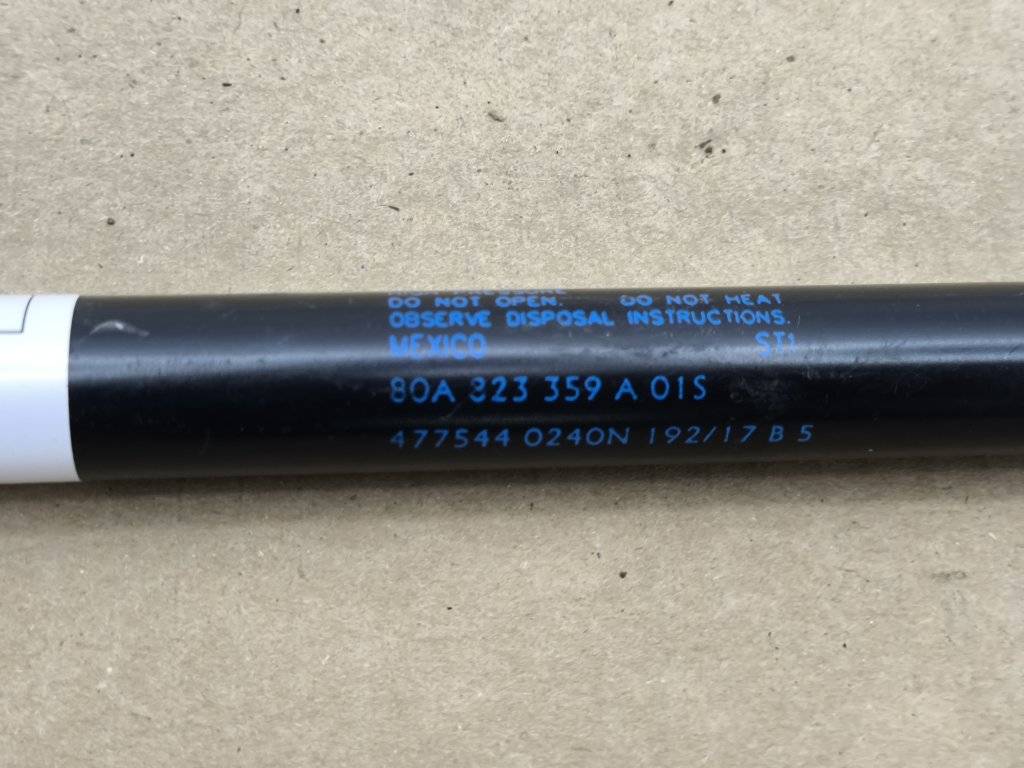 DO NOT OPEN. DO NOT HEAT
OBSERVE DISPOSAL INSTRUCTIONS.
MEXICO ST1
80A 823 359 A 01S
477544 0240N 192/17 B 5